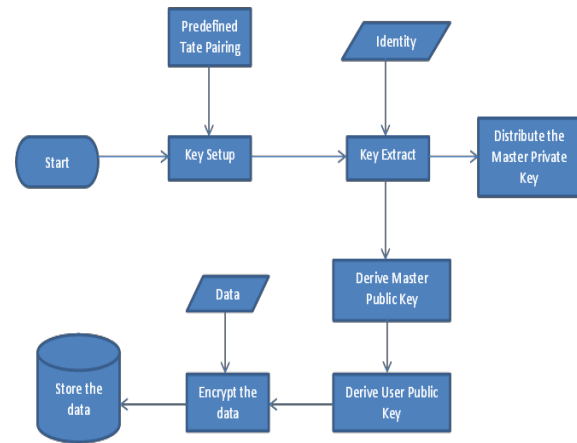 Predefined
Tate Pairing
Identity
Start
Key Setup
Key Extract
Distribute the
Master Private
Key
Derive Master
Public Key
Data
Store the
data
Encrypt the
data
Derive User Public
Key